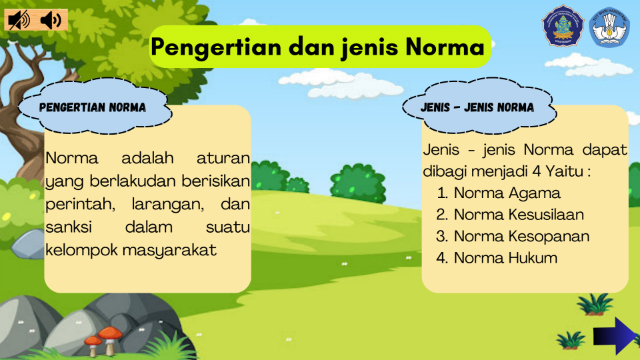 Pengertian dan jenis Norma
PENGERTIAN NORMA
Norma adalah aturan
yang berlakudan berisikan
perintah, larangan, dan
sanksi dalam suatu
kelompok masyarakat
JENIS - JENIS NORMA
Jenis - jenis Norma dapat
dibagi menjadi 4 Yaitu :
1. Norma Agama
2. Norma Kesusilaan
3. Norma Kesopanan
4. Norma Hukum